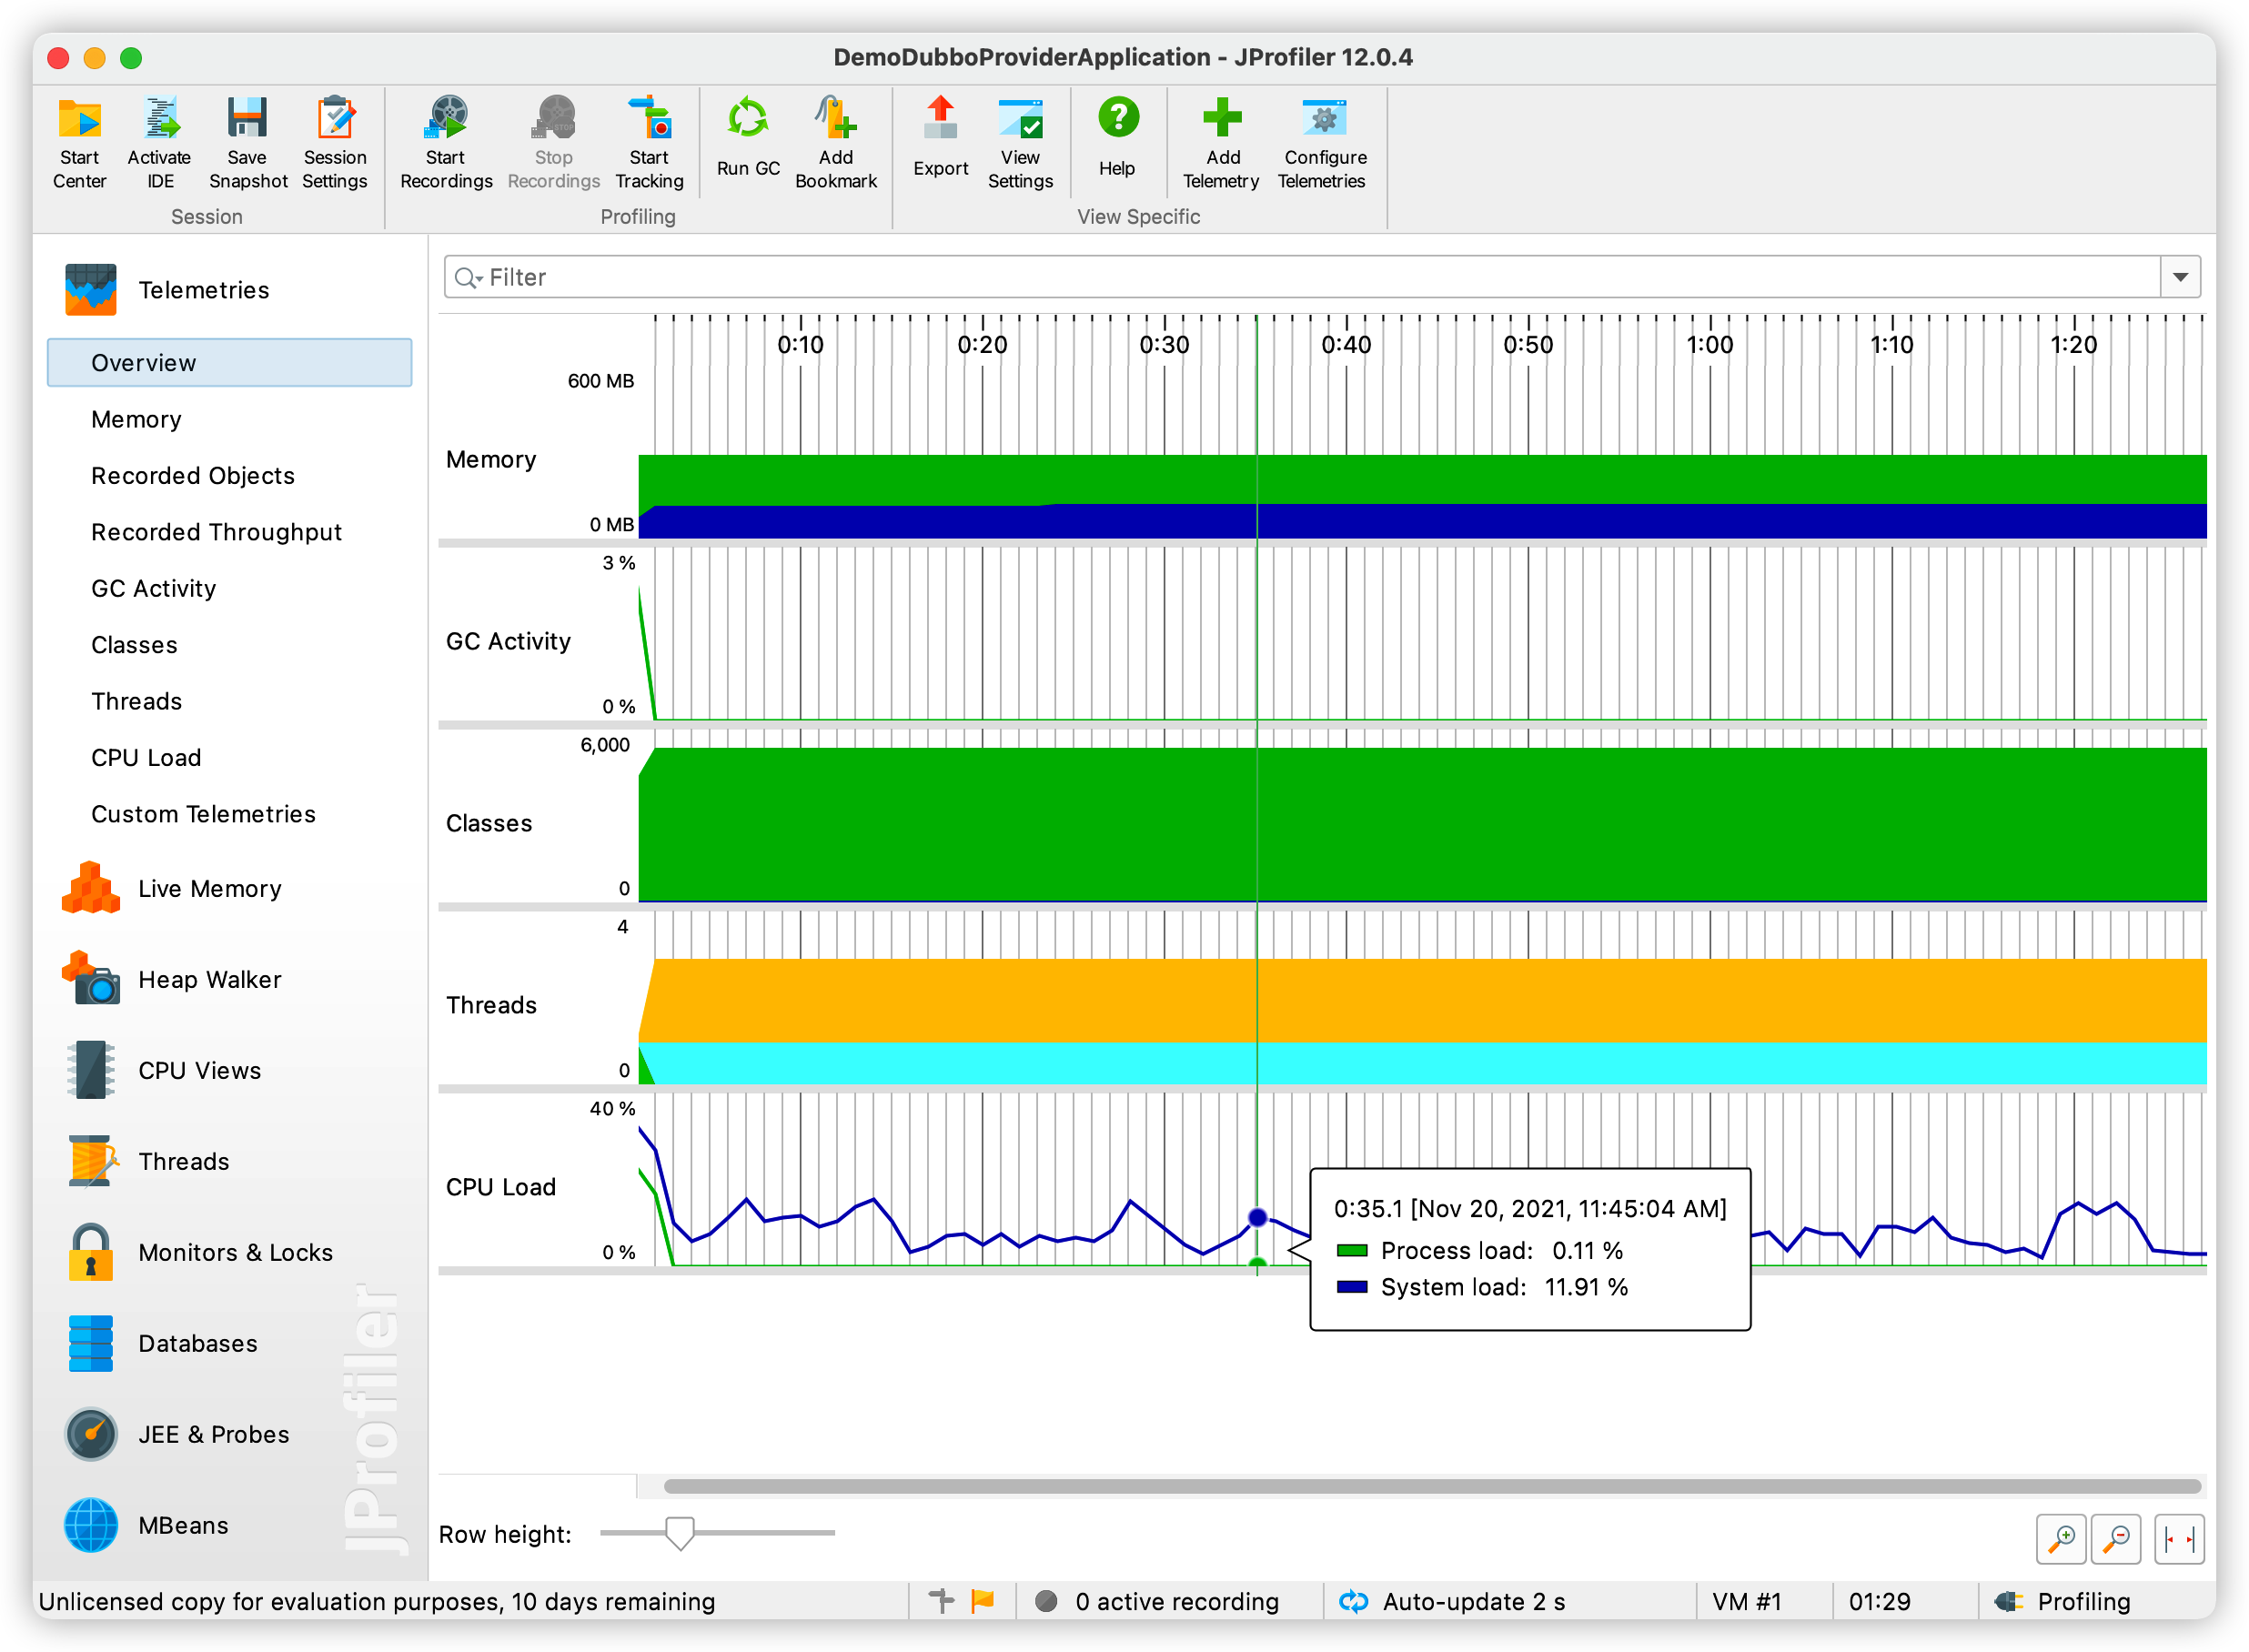 DemoDubboProviderApplication - JProfiler 12.0.4
Start Center
Activate IDE
Save Snapshot
Session Settings
Start Recordings
Stop Recordings
Start Tracking
Run GC
Add Bookmark
Export
View Settings
Help
Add Telemetry
Configure Telemetries
Session
Profiling
View Specific
Telemetries
Overview
Memory
Recorded Objects
Recorded Throughput
GC Activity
Classes
Threads
CPU Load
Custom Telemetries
Live Memory
Heap Walker
CPU Views
Threads
Monitors & Locks
Databases
JEE & Probes
MBeans
JProfiler
Filter
0:10 0:20 0:30 0:40 0:50 1:00 1:10 1:20
600 MB
Memory
0 MB
3 %
GC Activity
0 %
6,000
Classes
0
4
Threads
0
40 %
CPU Load
0 %
0:35.1 [Nov 20, 2021, 11:45:04 AM]
Process load: 0.11 %
System load: 11.91 %
Row height:
Unlicensed copy for evaluation purposes, 10 days remaining
0 active recording
Auto-update 2 s
VM #1
01:29
Profiling